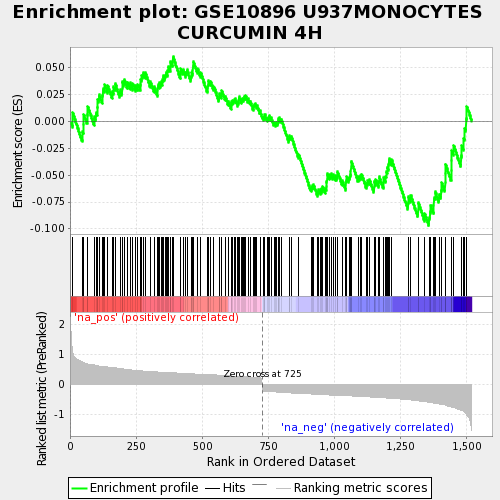 Enrichment plot: GSE10896 U937MONOCYTES
CURCUMIN 4H
Enrichment score (ES)
0.050
0.025
0.000
-0.025
-0.050
-0.075
-0.100
'na_pos' (positively correlated)
Ranked list metric (PreRanked)
2
1
0
-1
Zero cross at 725
'na_neg' (negatively correlated)
0
250
500
750
1,000
1,250
1,500
Rank in Ordered Dataset
Enrichment profile
Hits
Ranking metric scores